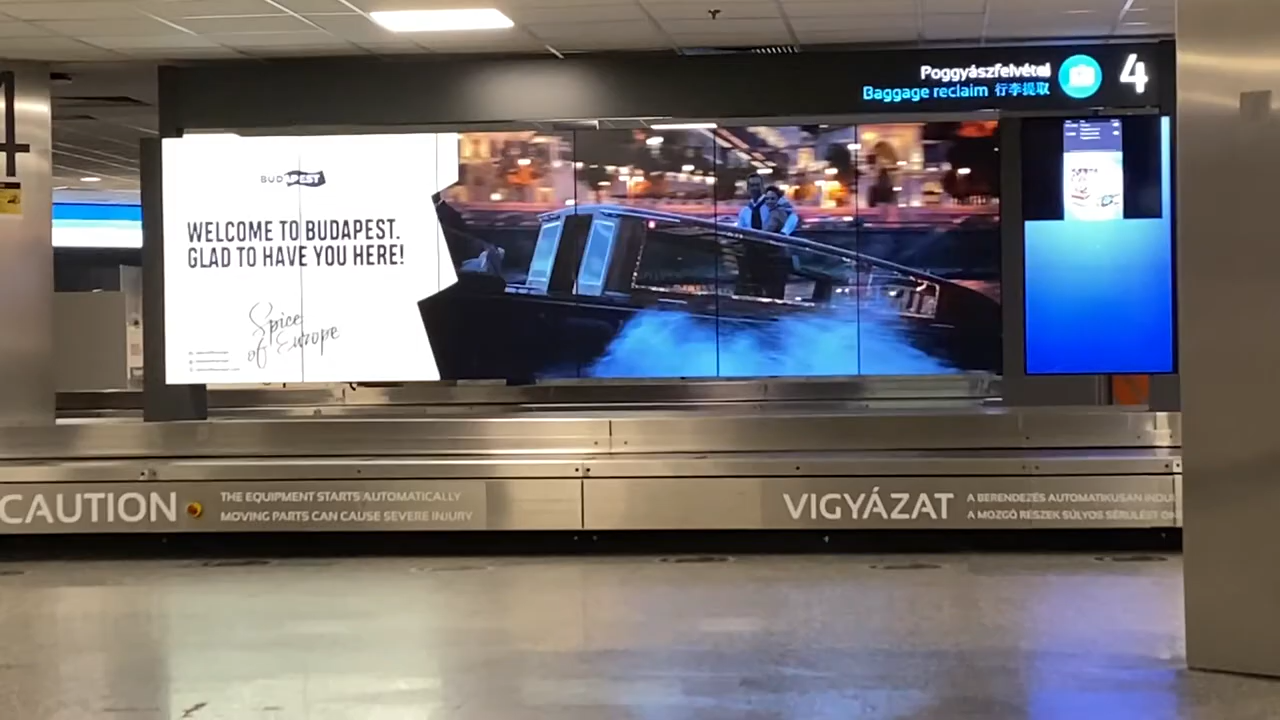 4
Poggyászfelvétel
Baggage reclaim 行李提取
4
BUDAPEST
WELCOME TO BUDAPEST.
GLAD TO HAVE YOU HERE!
Spice
of Europe
CAUTION
THE EQUIPMENT STARTS AUTOMATICALLY
MOVING PARTS CAN CAUSE SEVERE INJURY
VIGYÁZAT
A BERENDEZÉS AUTOMATIKUSAN INDUL
A MOZGÓ RÉSZEK SÚLYOS SÉRÜLÉST